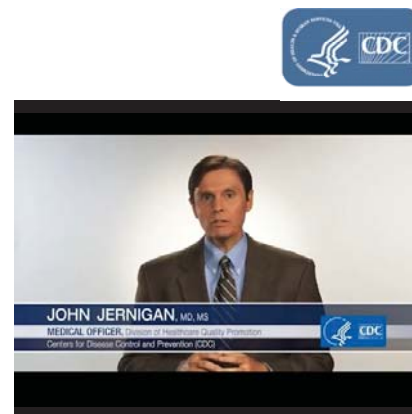 CDC
JOHN JERNIGAN, MD, MS
MEDICAL OFFICER, Division of Healthcare Quality Promotion
Centers for Disease Control and Prevention (CDC)
CDC